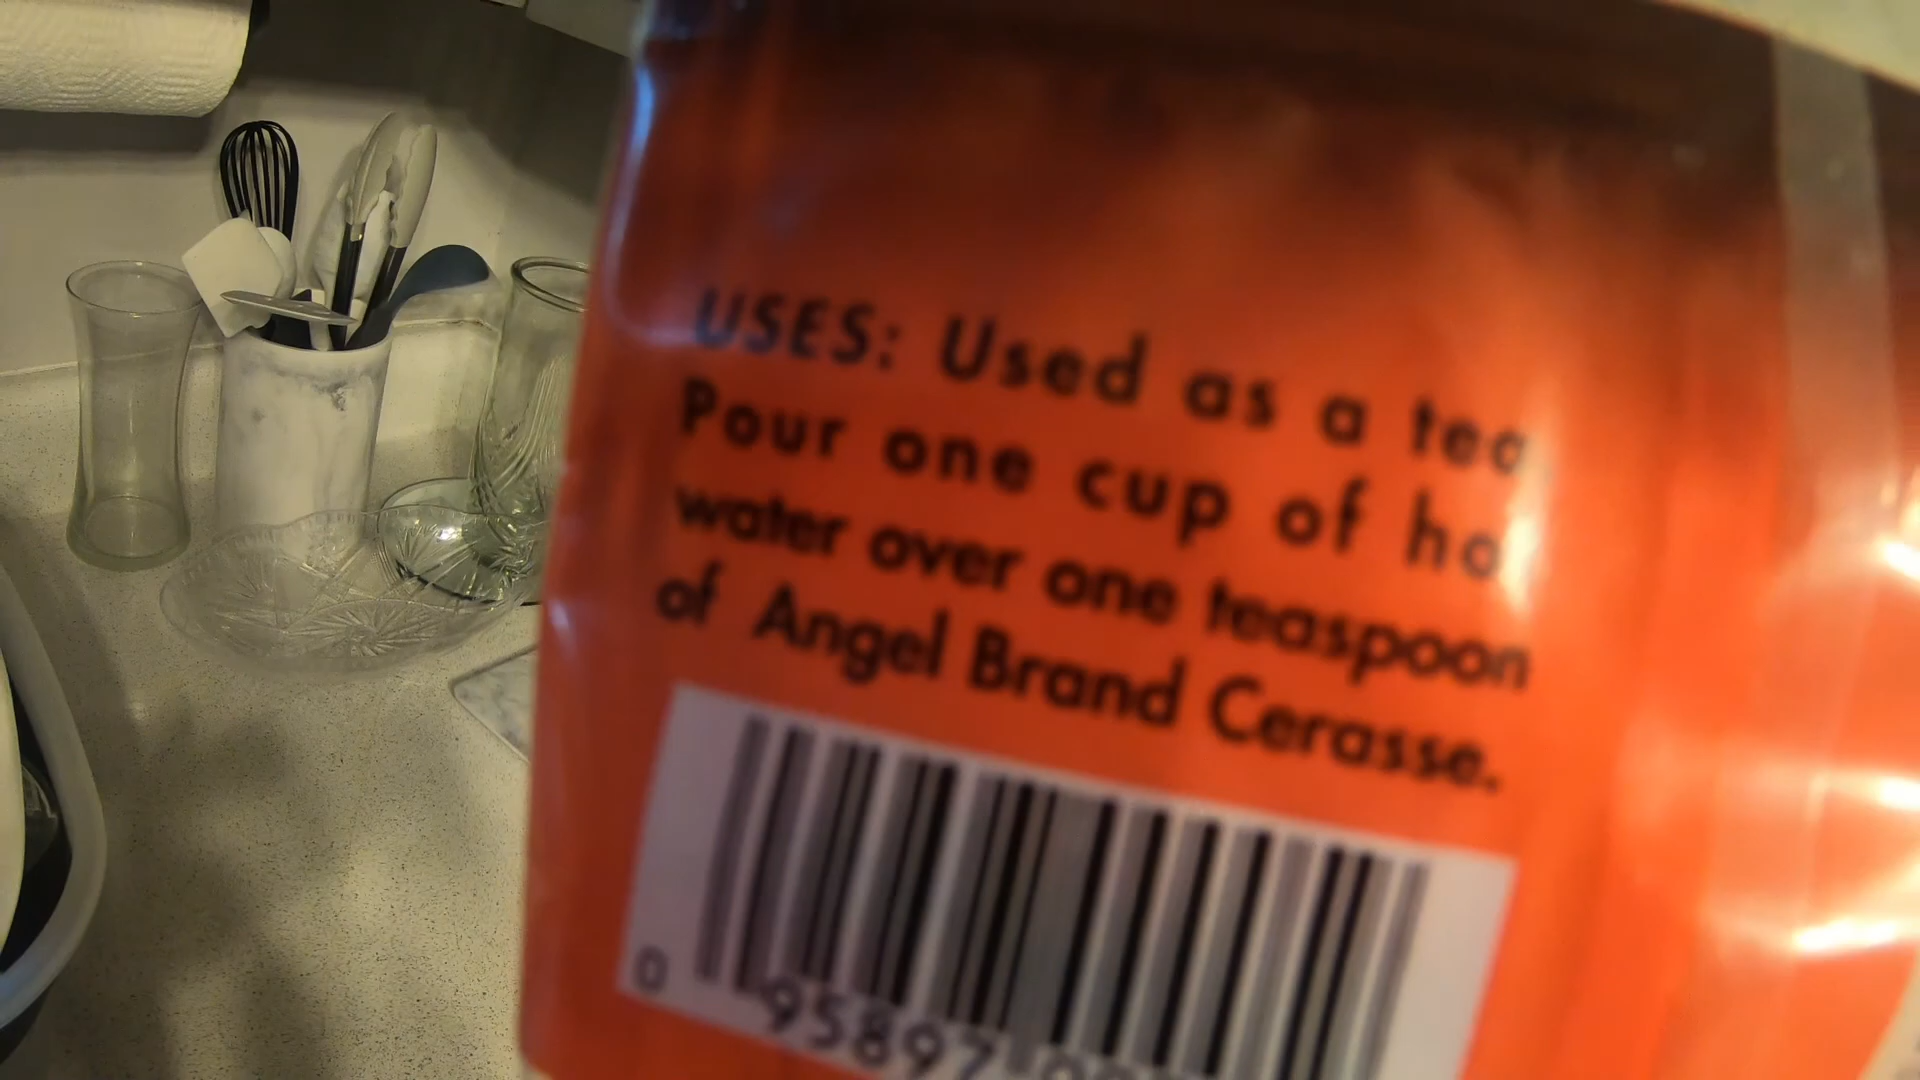 USES: Used as a tea
Pour one cup of ho
water over one teaspoon
of Angel Brand Cerasse.
0 95897